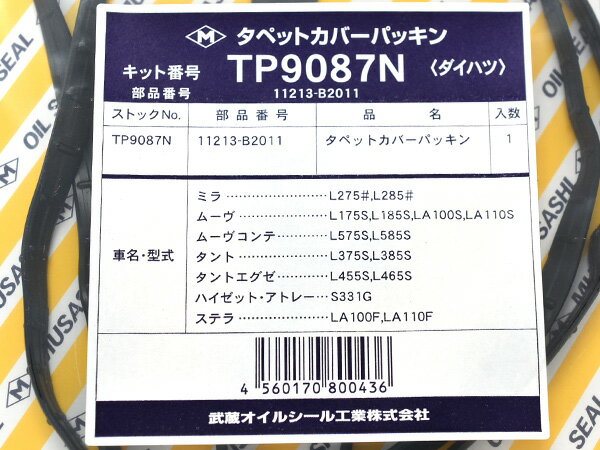 M タペットカバーパッキン
キット番号 TP9087N 〈ダイハツ〉
部品番号 11213-B2011
ストックNo. 部品番号 品名 入数
TP9087N 11213-B2011 タペットカバーパッキン 1
車名・型式
ミラ L275#,L285#
ムーヴ L175S,L185S,LA100S,LA110S
ムーヴコンテ L575S,L585S
タント L375S,L385S
タントエグゼ L455S,L465S
ハイゼット・アトレー S331G
ステラ LA100F,LA110F
4 560170 800436
武蔵オイルシール工業株式会社
MUSASHI
OIL SEAL
MUSASHI
OIL SEAL